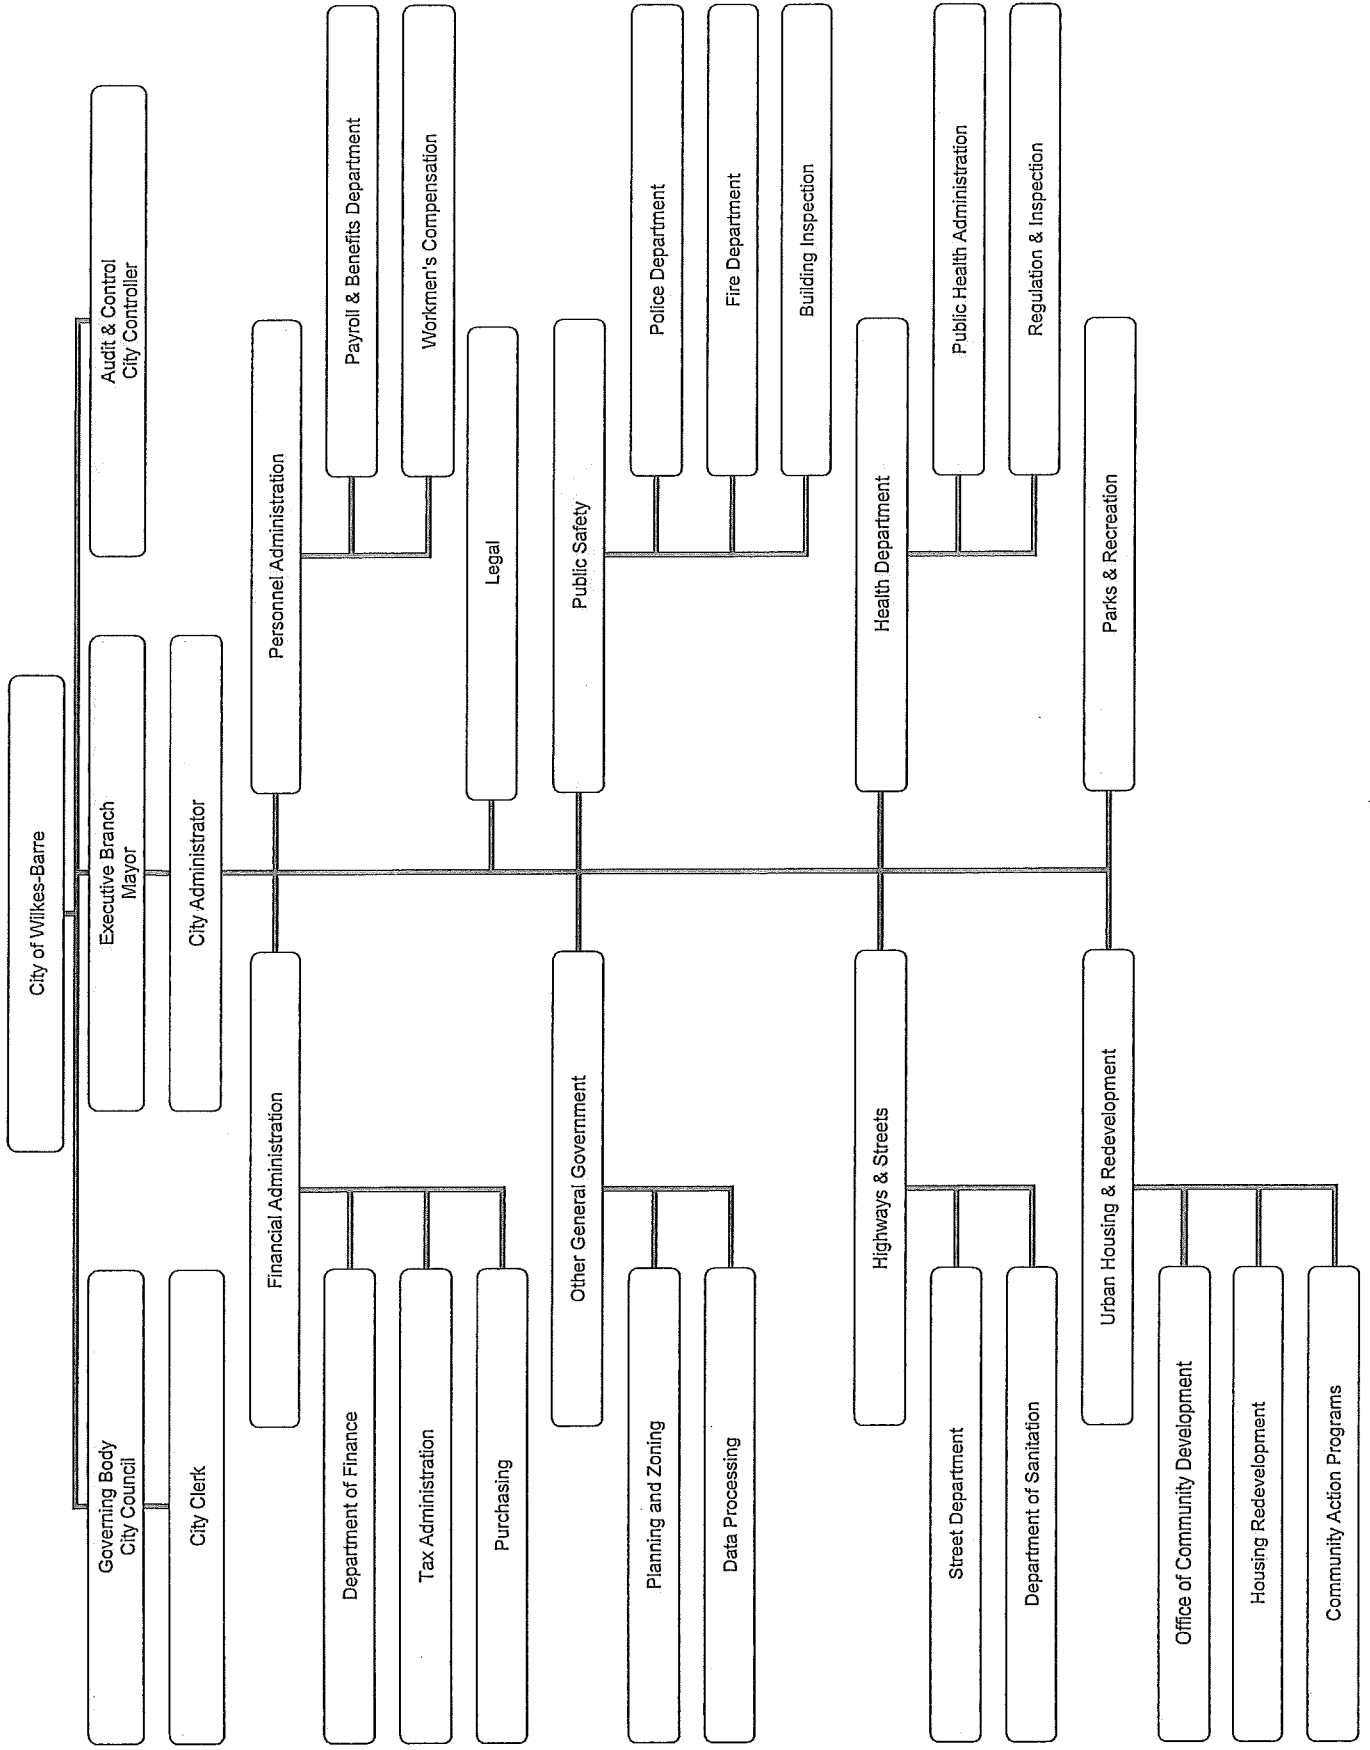 City of Wilkes-Barre
Governing Body
City Council
Executive Branch
Mayor
Audit & Control
City Controller
City Clerk
City Administrator
Financial Administration
Personnel Administration
Department of Finance
Payroll & Benefits Department
Tax Administration
Workmen's Compensation
Purchasing
Legal
Other General Government
Public Safety
Planning and Zoning
Police Department
Data Processing
Fire Department
Building Inspection
Highways & Streets
Health Department
Street Department
Public Health Administration
Department of Sanitation
Regulation & Inspection
Urban Housing & Redevelopment
Parks & Recreation
Office of Community Development
Housing Redevelopment
Community Action Programs